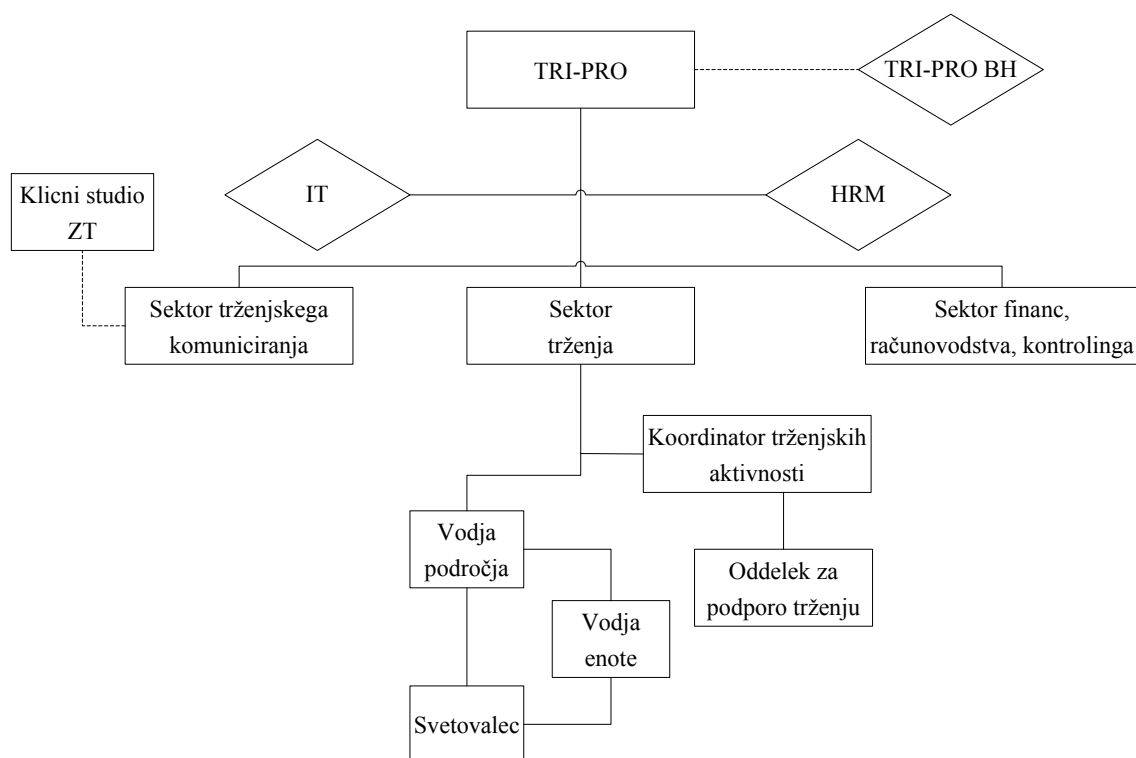 TRI-PRO
TRI-PRO BH
IT
HRM
Klicni studio
ZT
Sektor trženjskega
komuniciranja
Sektor
trženja
Sektor financ,
računovodstva, kontrolinga
Koordinator trženjskih
aktivnosti
Vodja
področja
Oddelek za
podporo trženju
Vodja
enote
Svetovalec